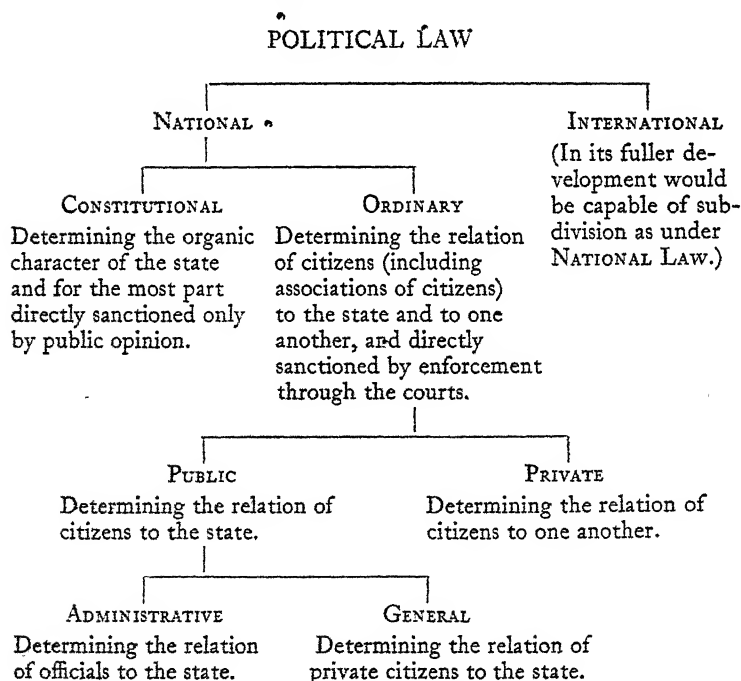 POLITICAL LAW
NATIONAL
INTERNATIONAL
(In its fuller de-
velopment would
be capable of sub-
division as under
NATIONAL LAW.)
CONSTITUTIONAL
Determining the organic
character of the state
and for the most part
directly sanctioned only
by public opinion.
ORDINARY
Determining the relation
of citizens (including
associations of citizens)
to the state and to one
another, and directly
sanctioned by enforcement
through the courts.
PUBLIC
Determining the relation of
citizens to the state.
PRIVATE
Determining the relation of
citizens to one another.
ADMINISTRATIVE
Determining the relation
of officials to the state.
GENERAL
Determining the relation of
private citizens to the state.